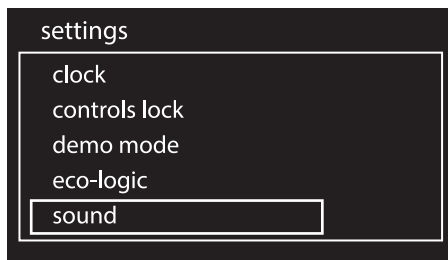 settings
clock
controls lock
demo mode
eco-logic
sound